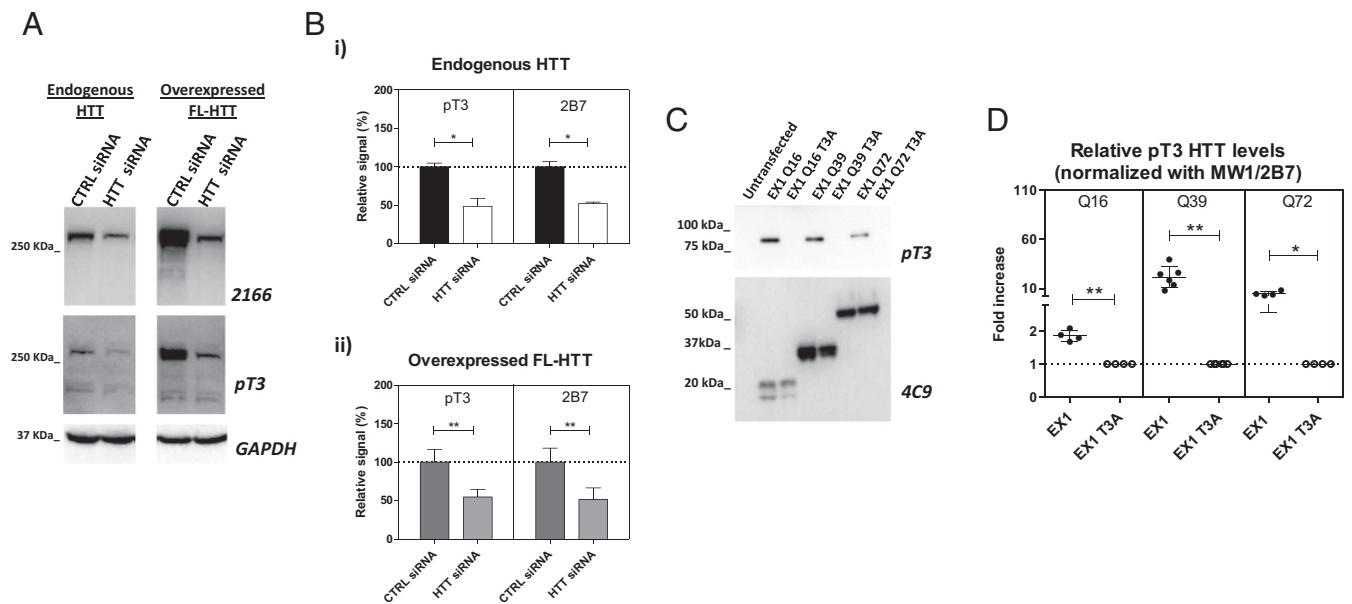 A
Endogenous
HTT
Overexpressed
FL-HTT
CTRL siRNA
HTT siRNA
CTRL siRNA
HTT siRNA
250 KDa_
2166
250 KDa_
pT3
37 KDa_
GAPDH
B
i)
Endogenous HTT
Relative signal (%)
200
150
100
50
0
pT3
2B7
*
*
CTRL siRNA
HTT siRNA
CTRL siRNA
HTT siRNA
ii)
Overexpressed FL-HTT
Relative signal (%)
200
150
100
50
0
pT3
2B7
**
**
CTRL siRNA
HTT siRNA
CTRL siRNA
HTT siRNA
C
Untransfected
EX1 Q16
EX1 Q16 T3A
EX1 Q39
EX1 Q39 T3A
EX1 Q72
EX1 Q72 T3A
100 kDa_
75 kDa_
pT3
50 kDa_
37kDa_
20 kDa_
4C9
D
Relative pT3 HTT levels
(normalized with MW1/2B7)
Fold increase
110
60
10
2
1
0
Q16
Q39
Q72
**
**
*
EX1
EX1 T3A
EX1
EX1 T3A
EX1
EX1 T3A